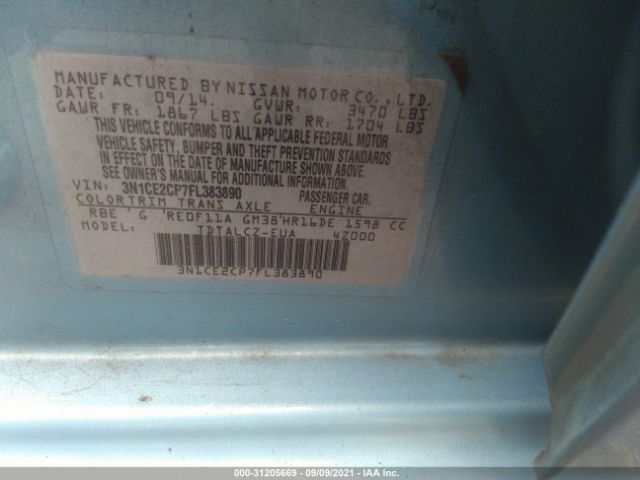 MANUFACTURED BY NISSAN MOTOR CO., LTD.
DATE: 09/14. GVWR: 3470 LBS
GAWR FR: 1867 LBS GAWR RR: 1704 LBS
THIS VEHICLE CONFORMS TO ALL APPLICABLE FEDERAL MOTOR
VEHICLE SAFETY, BUMPER AND THEFT PREVENTION STANDARDS
IN EFFECT ON THE DATE OF MANUFACTURE SHOWN ABOVE.
SEE OWNER'S MANUAL FOR ADDITIONAL INFORMATION.
VIN: 3N1CE2CP7FL383890 PASSENGER CAR.
COLOR TRIM TRANS AXLE ENGINE
RBE G RE0F11A GM38 HR16DE 1598 CC
MODEL: TDTALCZ-EUA 47000
3N1CE2CP7FL383890
000-31205669 - 09/09/2021 - IAA Inc.